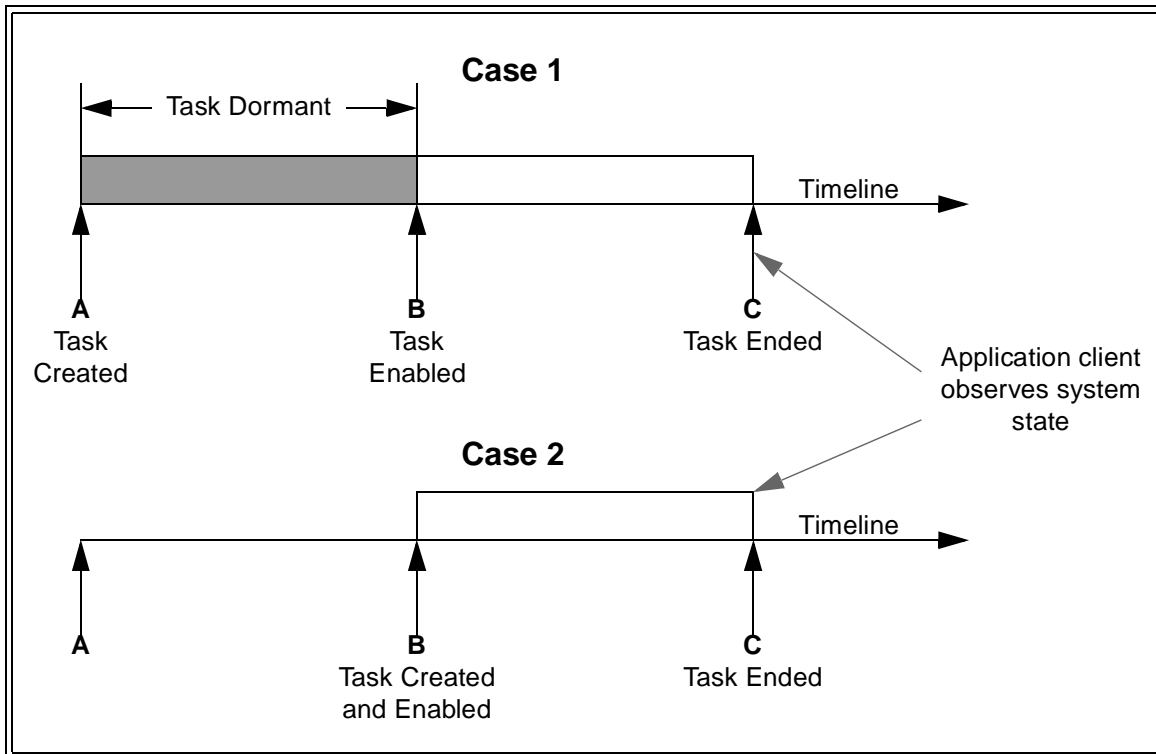 Case 1
Task Dormant
Timeline
A
Task
Created
B
Task
Enabled
C
Task Ended
Application client
observes system
state
Case 2
Timeline
A
B
Task Created
and Enabled
C
Task Ended